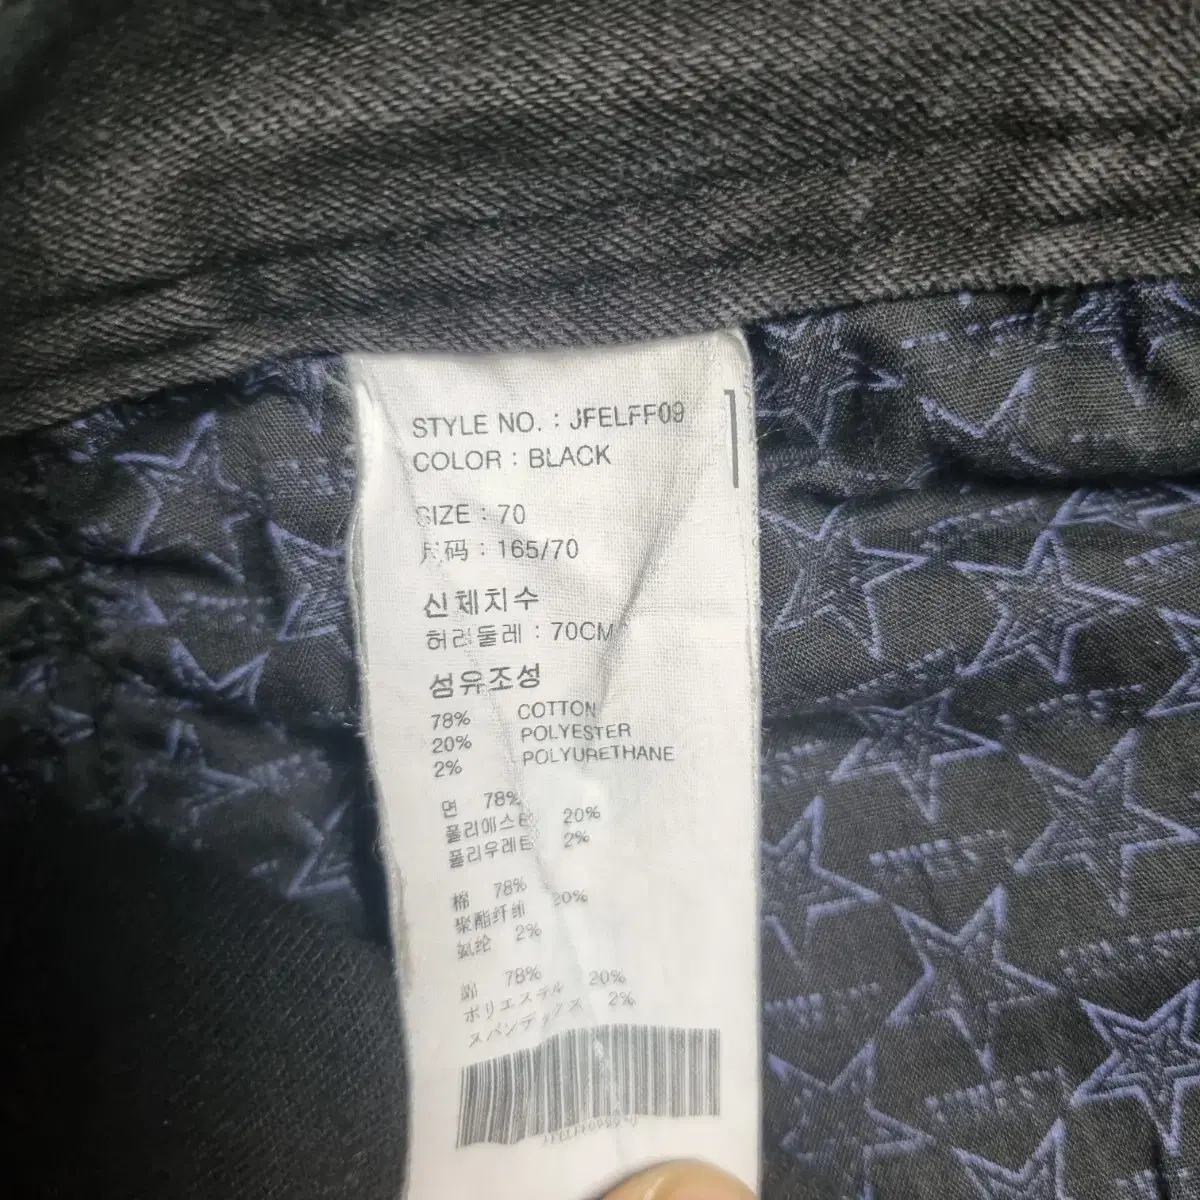 STYLE NO. : JFELFF09
COLOR : BLACK
SIZE : 70
尺码 : 165/70
신체치수
허리둘레 : 70CM
섬유조성
78% COTTON
20% POLYESTER
2% POLYURETHANE
면 78%
폴리에스터 20%
폴리우레탄 2%
棉 78%
聚酯纤维 20%
氨纶 2%
綿 78%
ポリエステル 20%
スパンデックス 2%